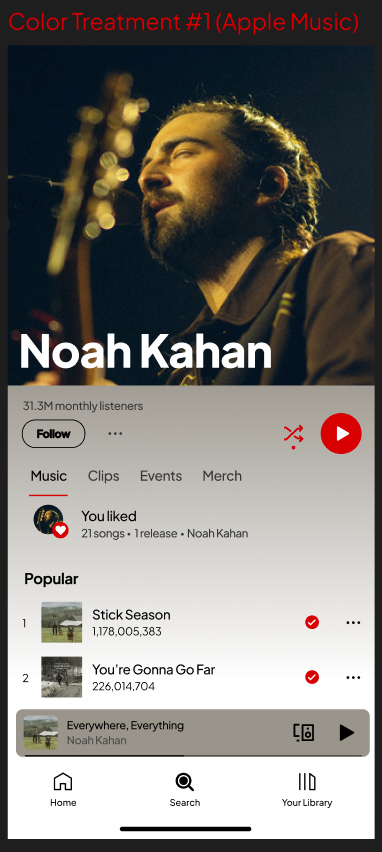 Color Treatment #1 (Apple Music)
Noah Kahan
31.3M monthly listeners
Follow
Music Clips Events Merch
You liked
21 songs • 1 release • Noah Kahan
Popular
1
Stick Season
1,178,005,383
2
You're Gonna Go Far
226,014,704
Everywhere, Everything
Noah Kahan
Home Search Your Library